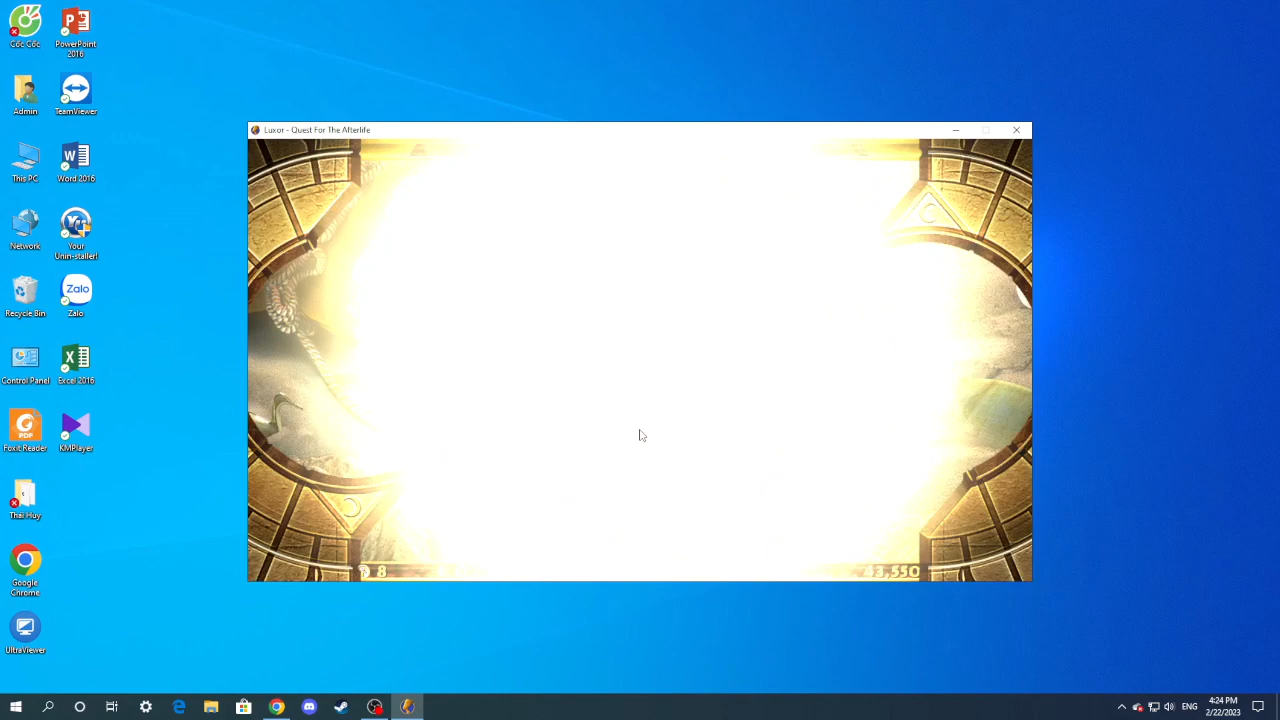 Cốc Cốc
PowerPoint
2016
Admin
TeamViewer
This PC
Word 2016
Network
Your
Unin-staller!
Recycle Bin
Zalo
Zalo
Control Panel
Excel 2016
Foxit Reader
PDF
KMPlayer
Thai Huy
Google
Chrome
UltraViewer
Luxor - Quest For The Afterlife
8
43,550
ENG
4:24 PM
2/22/2023